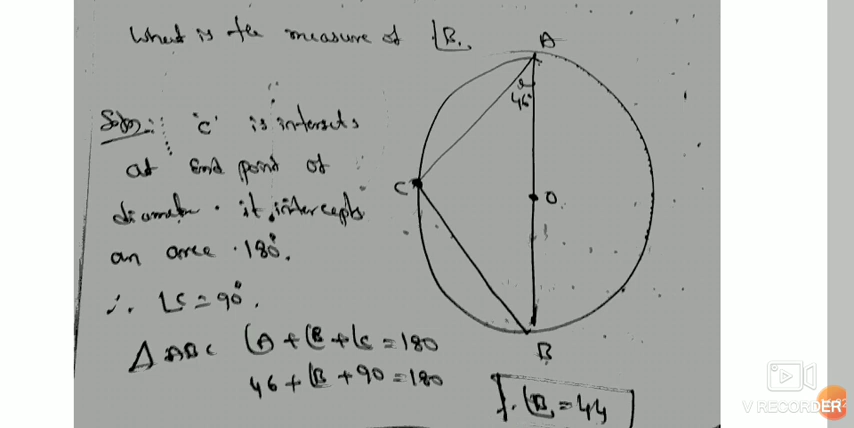 What is the measure of ∠B.
A
46°
C
O
B
Soln:: 'C' is intersects
at End point of
diameter. it intercepts
an arce .180°.
∴ ∠C = 90°.
Δ ABC ∠A + ∠B + ∠C = 180
46 + ∠B + 90 = 180
∴ ∠B = 44
V RECORDER